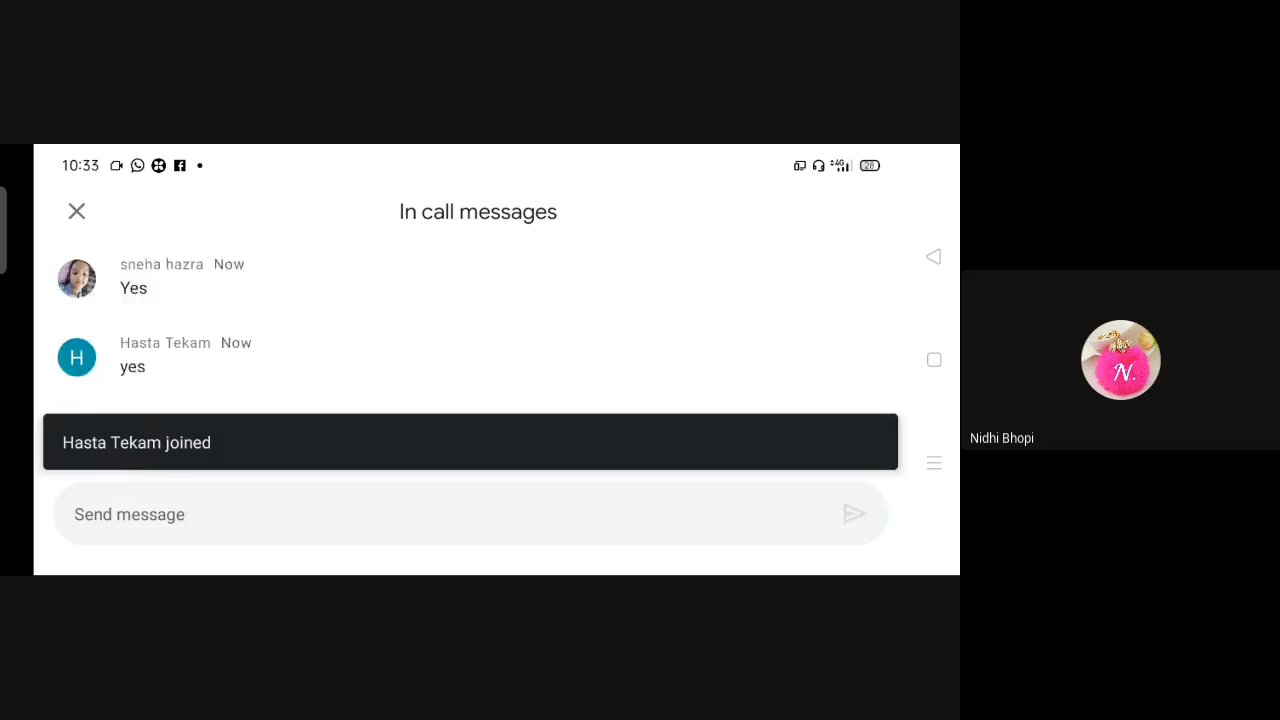 10:33
28
In call messages
sneha hazra Now
Yes
H
Hasta Tekam Now
yes
Hasta Tekam joined
Send message
N.
Nidhi Bhopi